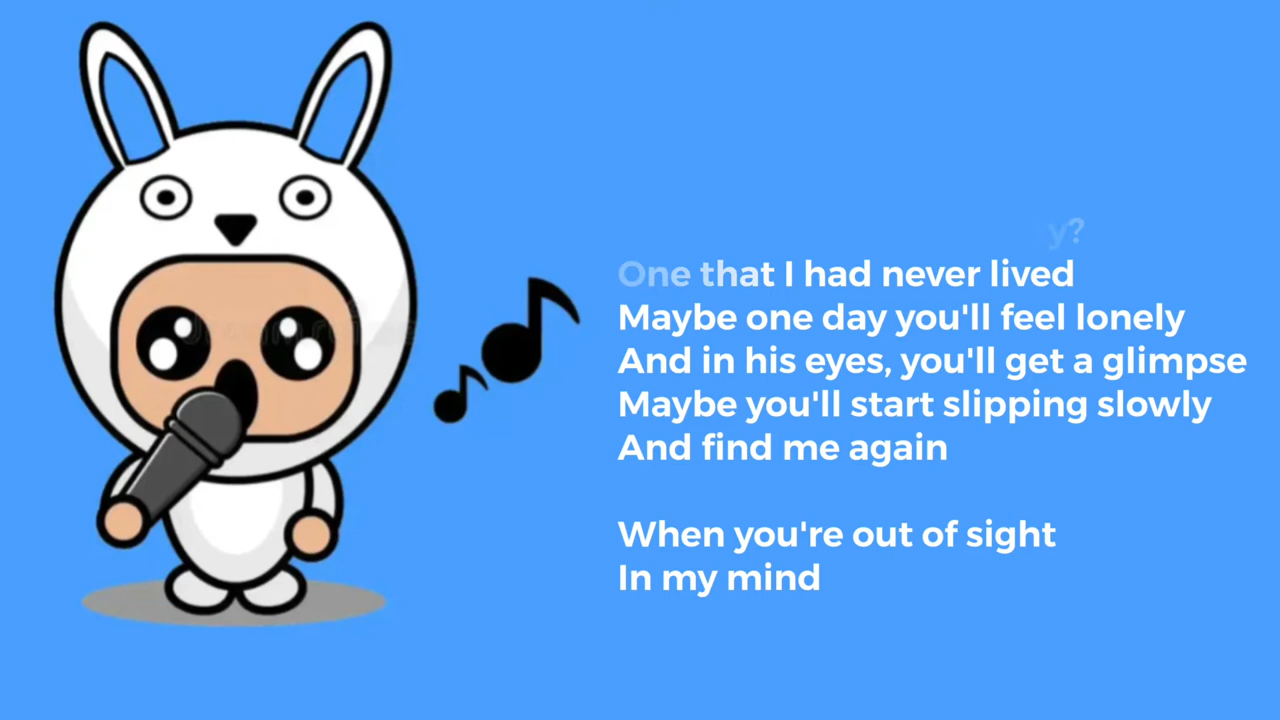 One that I had never lived
Maybe one day you'll feel lonely
And in his eyes, you'll get a glimpse
Maybe you'll start slipping slowly
And find me again
When you're out of sight
In my mind